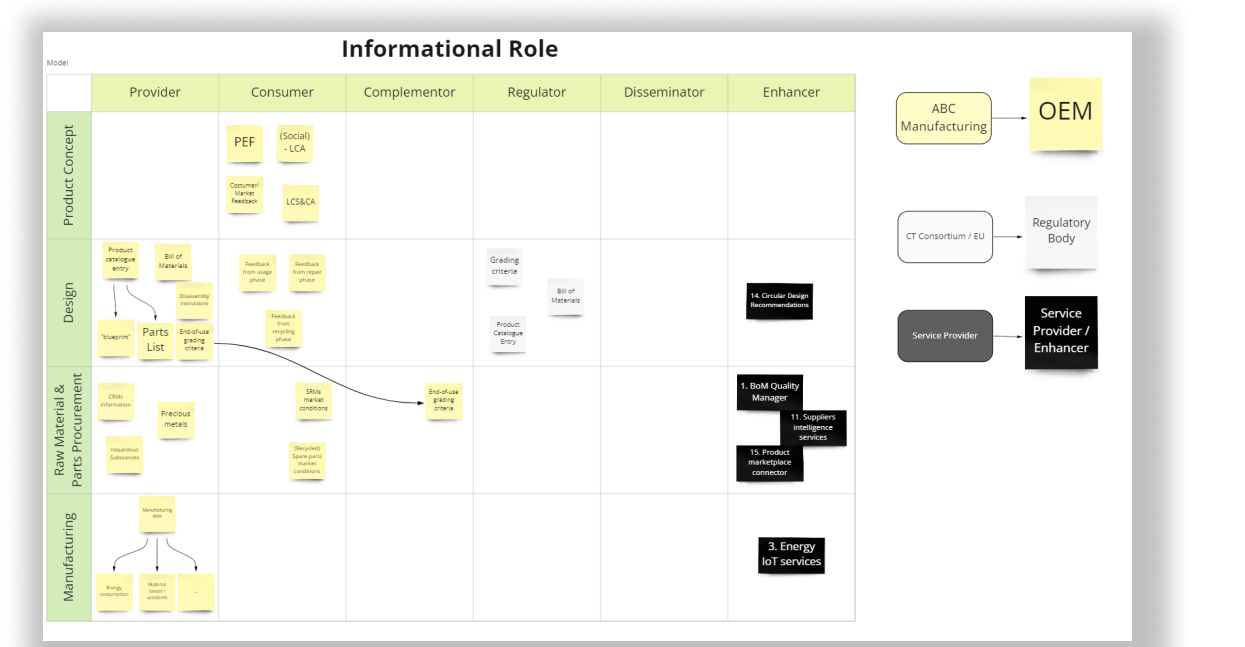 Informational Role
Model
Provider
Consumer
Complementor
Regulator
Disseminator
Enhancer
Product Concept
PEF
(Social)
- LCA
Costumer/
Market
Feedback
LCS&CA
Design
Product
catalogue
entry
Bill of
Materials
Disassembly
instructions
"blueprint"
Parts
List
End-of-use
grading
criteria
Feedback
from usage
phase
Feedback
from repair
phase
Feedback
from
recycling
phase
Grading
criteria
Bill of
Materials
Product
Catalogue
Entry
14. Circular Design
Recommendations
Raw Material &
Parts Procurement
CRMs
information
Precious
metals
Hazardous
Substances
SRMs
market
conditions
(Recycled)
Spare parts
market
conditions
End-of-use
grading
criteria
1. BoM Quality
Manager
11. Suppliers
intelligence
services
15. Product
marketplace
connector
Manufacturing
Manufacturing
data
Energy
consumption
Material
losses /
accidents
...
3. Energy
IoT services
ABC
Manufacturing
OEM
CT Consortium / EU
Regulatory
Body
Service Provider
Service
Provider /
Enhancer